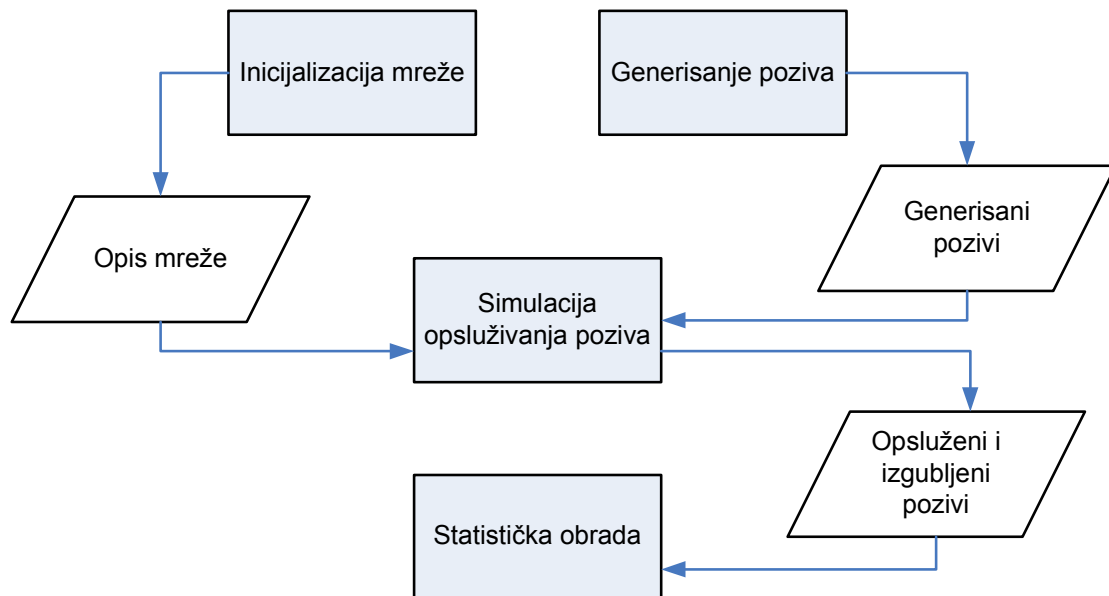 Inicijalizacija mreže
Generisanje poziva
Opis mreže
Generisani
pozivi
Simulacija
opsluživanja poziva
Opsluženi i
izgubljeni
pozivi
Statistička obrada